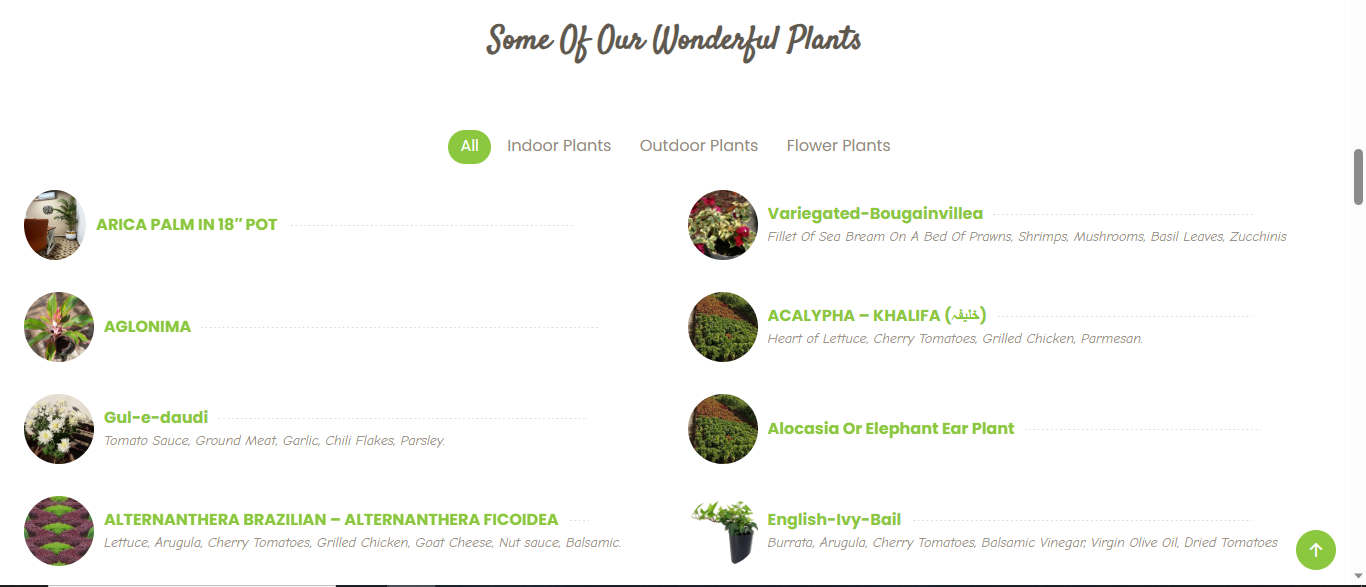 Some Of Our Wonderful Plants
All Indoor Plants Outdoor Plants Flower Plants
ARICA PALM IN 18″ POT
Variegated-Bougainvillea
Fillet Of Sea Bream On A Bed Of Prawns, Shrimps, Mushrooms, Basil Leaves, Zucchinis
AGLONIMA
ACALYPHA – KHALIFA (خلیفہ)
Heart of Lettuce, Cherry Tomatoes, Grilled Chicken, Parmesan.
Gul-e-daudi
Tomato Sauce, Ground Meat, Garlic, Chili Flakes, Parsley.
Alocasia Or Elephant Ear Plant
ALTERNANTHERA BRAZILIAN – ALTERNANTHERA FICOIDEA
Lettuce, Arugula, Cherry Tomatoes, Grilled Chicken, Goat Cheese, Nut sauce, Balsamic.
English-Ivy-Bail
Burrata, Arugula, Cherry Tomatoes, Balsamic Vinegar, Virgin Olive Oil, Dried Tomatoes